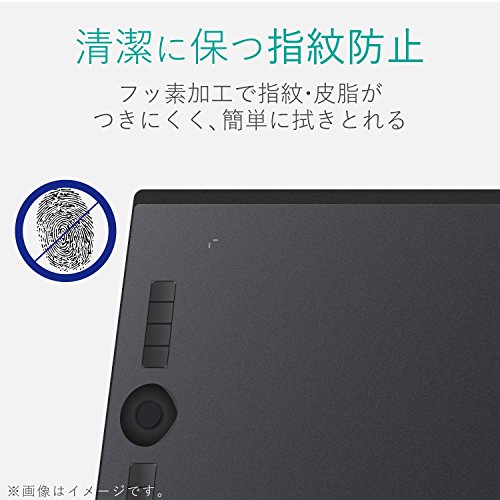 清潔に保つ指紋防止
フッ素加工で指紋・皮脂が
つきにくく、簡単に拭きとれる
※画像はイメージです。